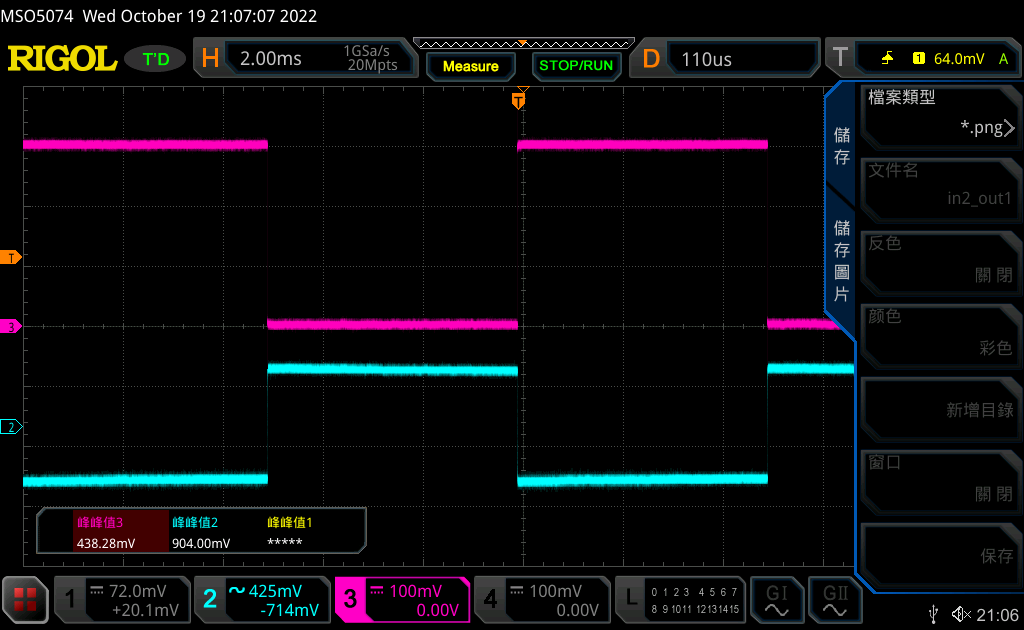 MSO5074 Wed October 19 21:07:07 2022
RIGOL T'D H 2.00ms 1GSa/s 20Mpts Measure STOP/RUN D 110us T 1 64.0mV A
T
檔案類型
*.png
儲存
文件名
in2_out1
儲存圖片
反色
關閉
T
3
颜色
彩色
新增目錄
2
窗口
關閉
峰峰值3 峰峰值2 峰峰值1
438.28mV 904.00mV *****
保存
1 72.0mV +20.1mV
2 425mV -714mV
3 100mV 0.00V
4 100mV 0.00V
L 0 1 2 3 4 5 6 7
8 9 10 11 12 13 14 15
GI GII
21:06